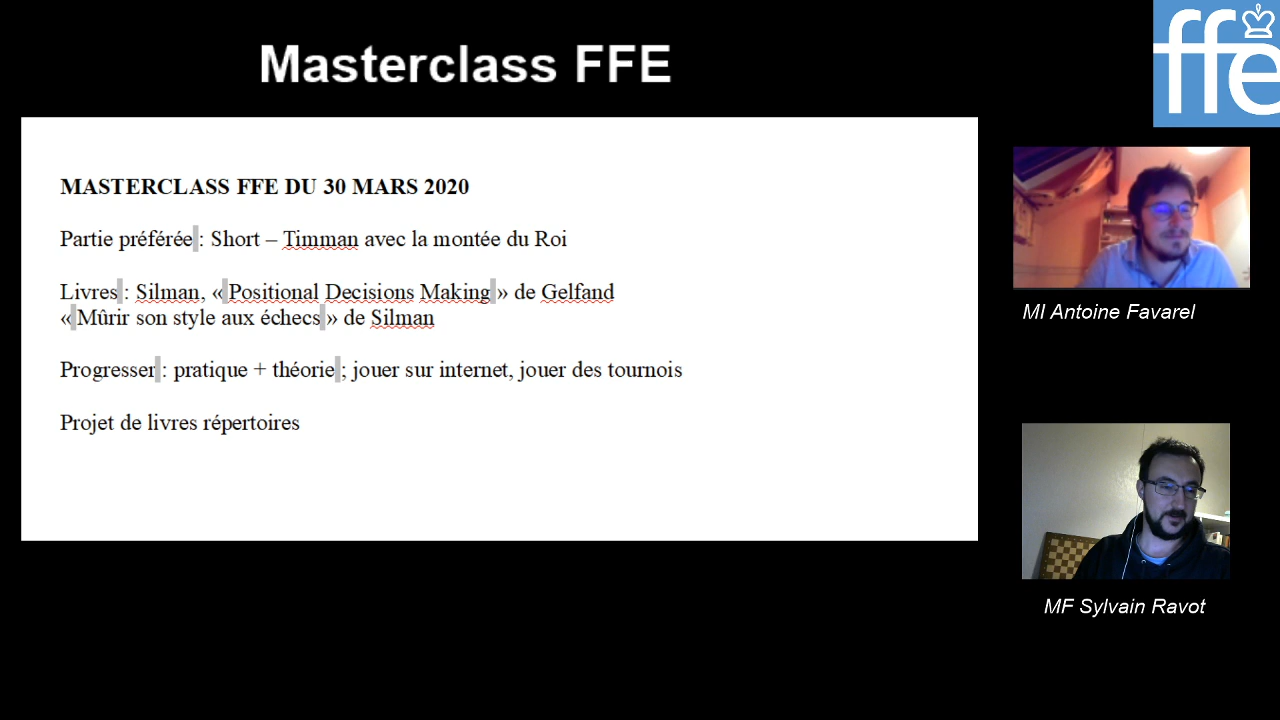 Masterclass FFE
ffe
MASTERCLASS FFE DU 30 MARS 2020
Partie préférée : Short – Timman avec la montée du Roi
Livres : Silman, « Positional Decisions Making » de Gelfand
« Mûrir son style aux échecs » de Silman
Progresser : pratique + théorie ; jouer sur internet, jouer des tournois
Projet de livres répertoires
MI Antoine Favarel
MF Sylvain Ravot